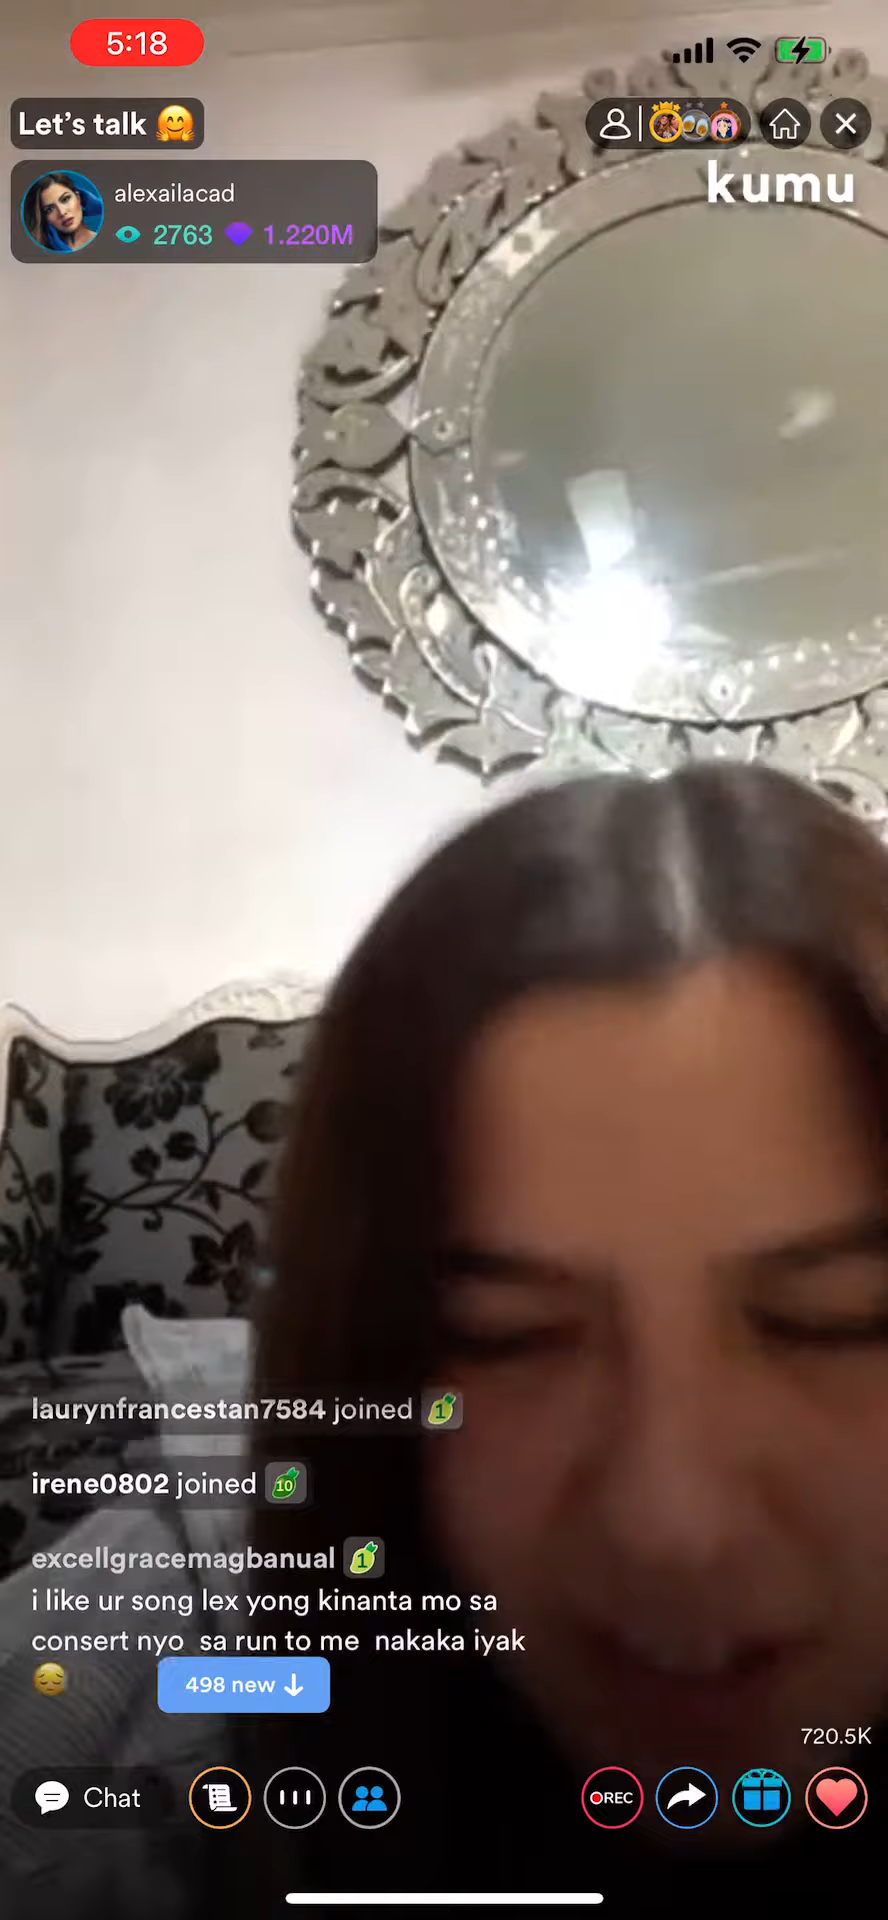 5:18
Let's talk 🤗
kumu
alexailacad
2763 1.220M
laurynfrancestan7584 joined 1
irene0802 joined 10
excellgracemagbanual 1
i like ur song lex yong kinanta mo sa
consert nyo sa run to me nakaka iyak
😔
498 new ↓
720.5K
Chat
REC